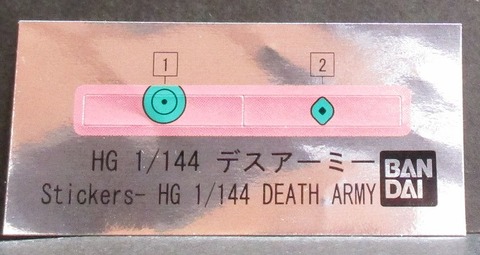 1 2
HG 1/144 デスアーミー
Stickers- HG 1/144 DEATH ARMY
BAN
DAI